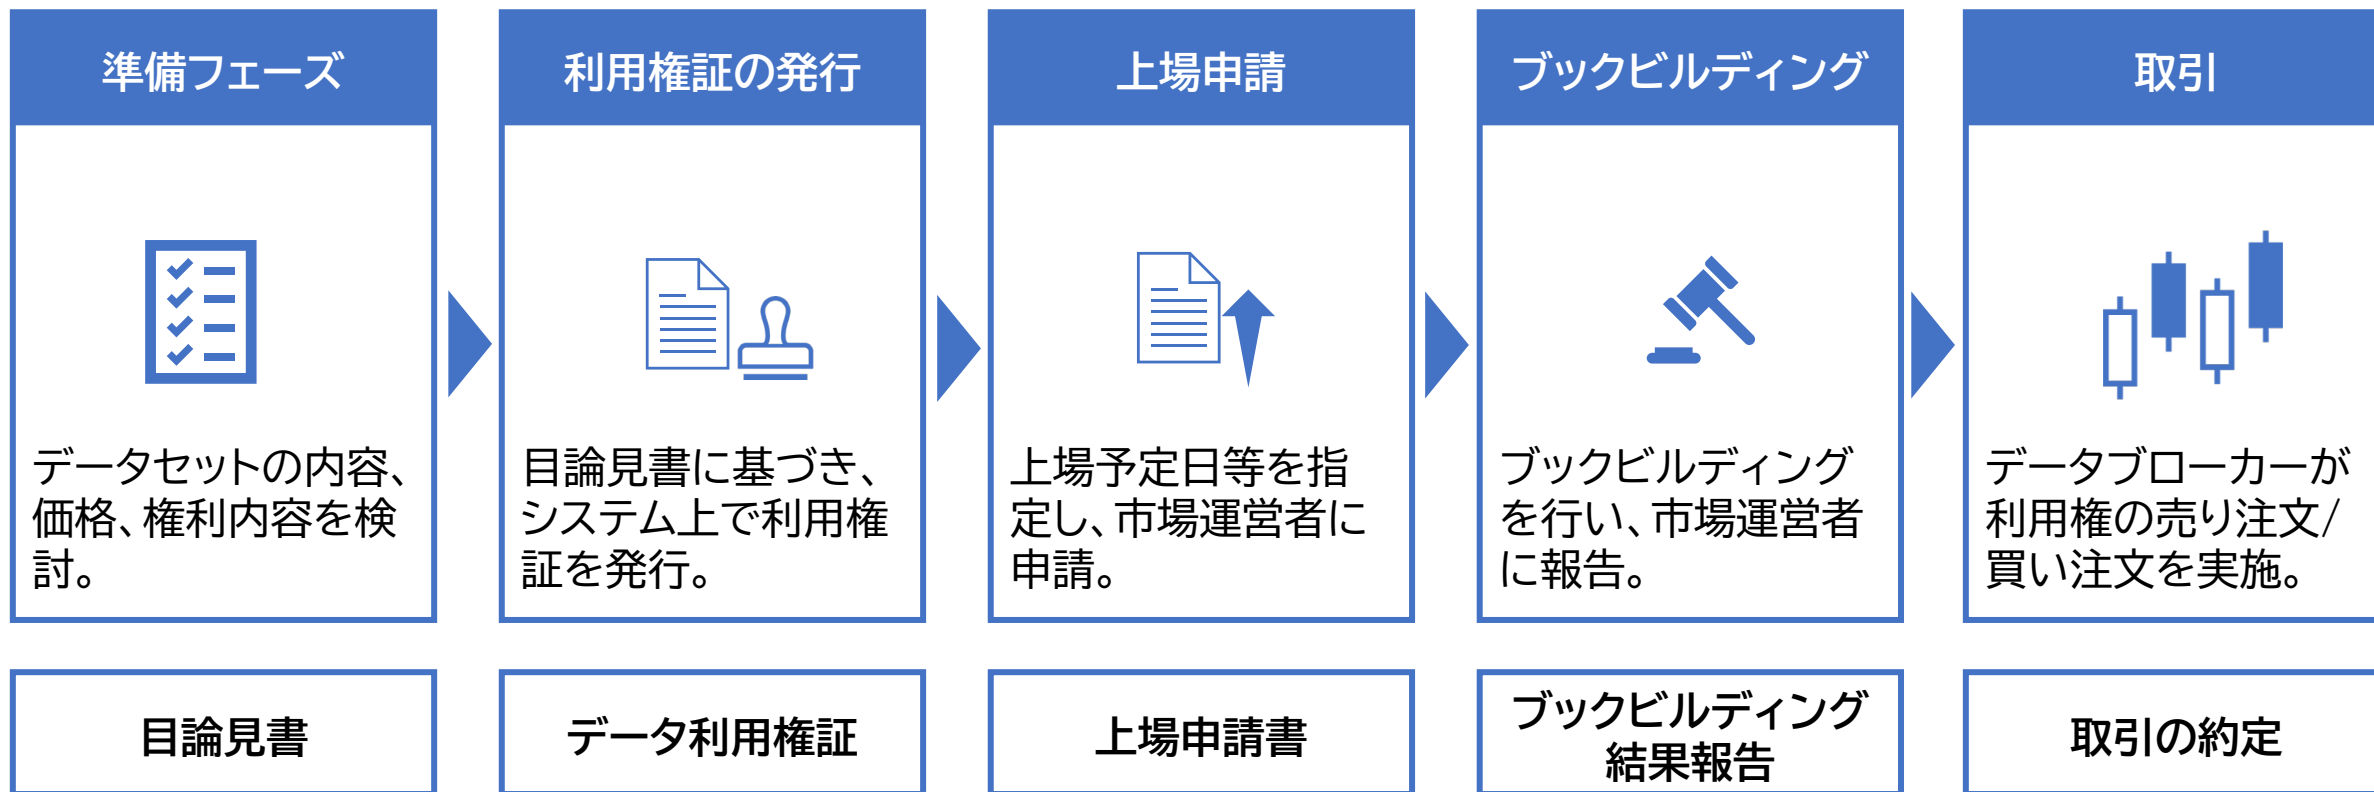 準備フェーズ
データセットの内容、
価格、権利内容を検
討。
目論見書
利用権証の発行
目論見書に基づき、
システム上で利用権
証を発行。
データ利用権証
上場申請
上場予定日等を指
定し、市場運営者に
申請。
上場申請書
ブックビルディング
ブックビルディング
を行い、市場運営者
に報告。
ブックビルディング
結果報告
取引
データブローカーが
利用権の売り注文/
買い注文を実施。
取引の約定